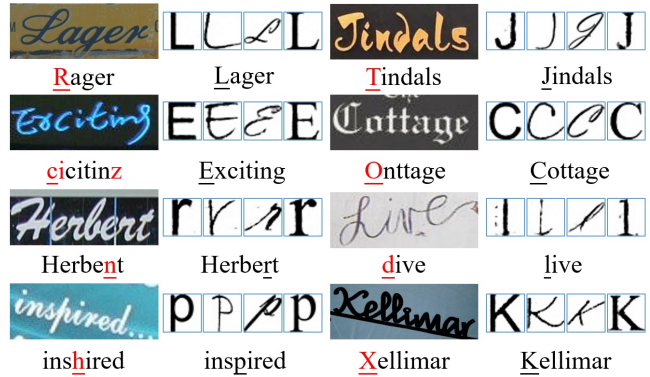 Lager L L L L Jindals J J J J
Rager Lager Tindals Jindals
Exciting E E E E Cottage C C C C
cicitinz Exciting Onttage Cottage
Herbert r r r r Live l l l l
Herbent Herbert dive live
inspired... p p p p Kellimar K K K K
inshired inspired Xellimar Kellimar